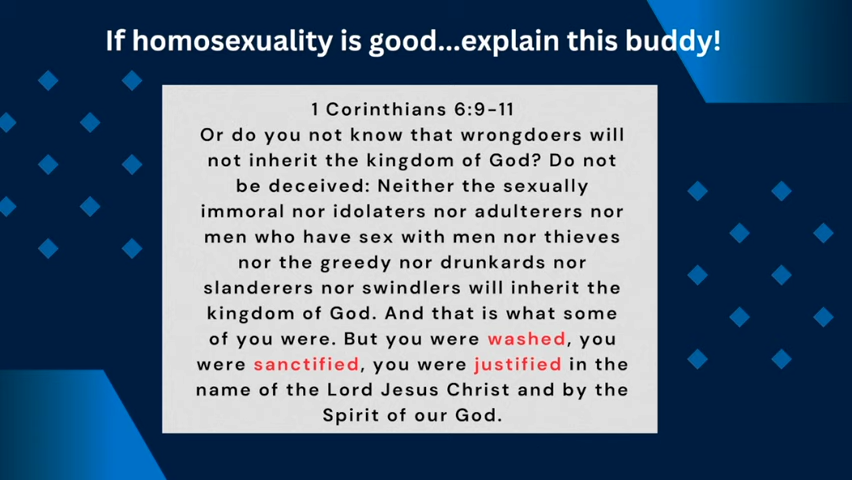 If homosexuality is good...explain this buddy!
1 Corinthians 6:9-11
Or do you not know that wrongdoers will
not inherit the kingdom of God? Do not
be deceived: Neither the sexually
immoral nor idolaters nor adulterers nor
men who have sex with men nor thieves
nor the greedy nor drunkards nor
slanderers nor swindlers will inherit the
kingdom of God. And that is what some
of you were. But you were washed, you
were sanctified, you were justified in the
name of the Lord Jesus Christ and by the
Spirit of our God.